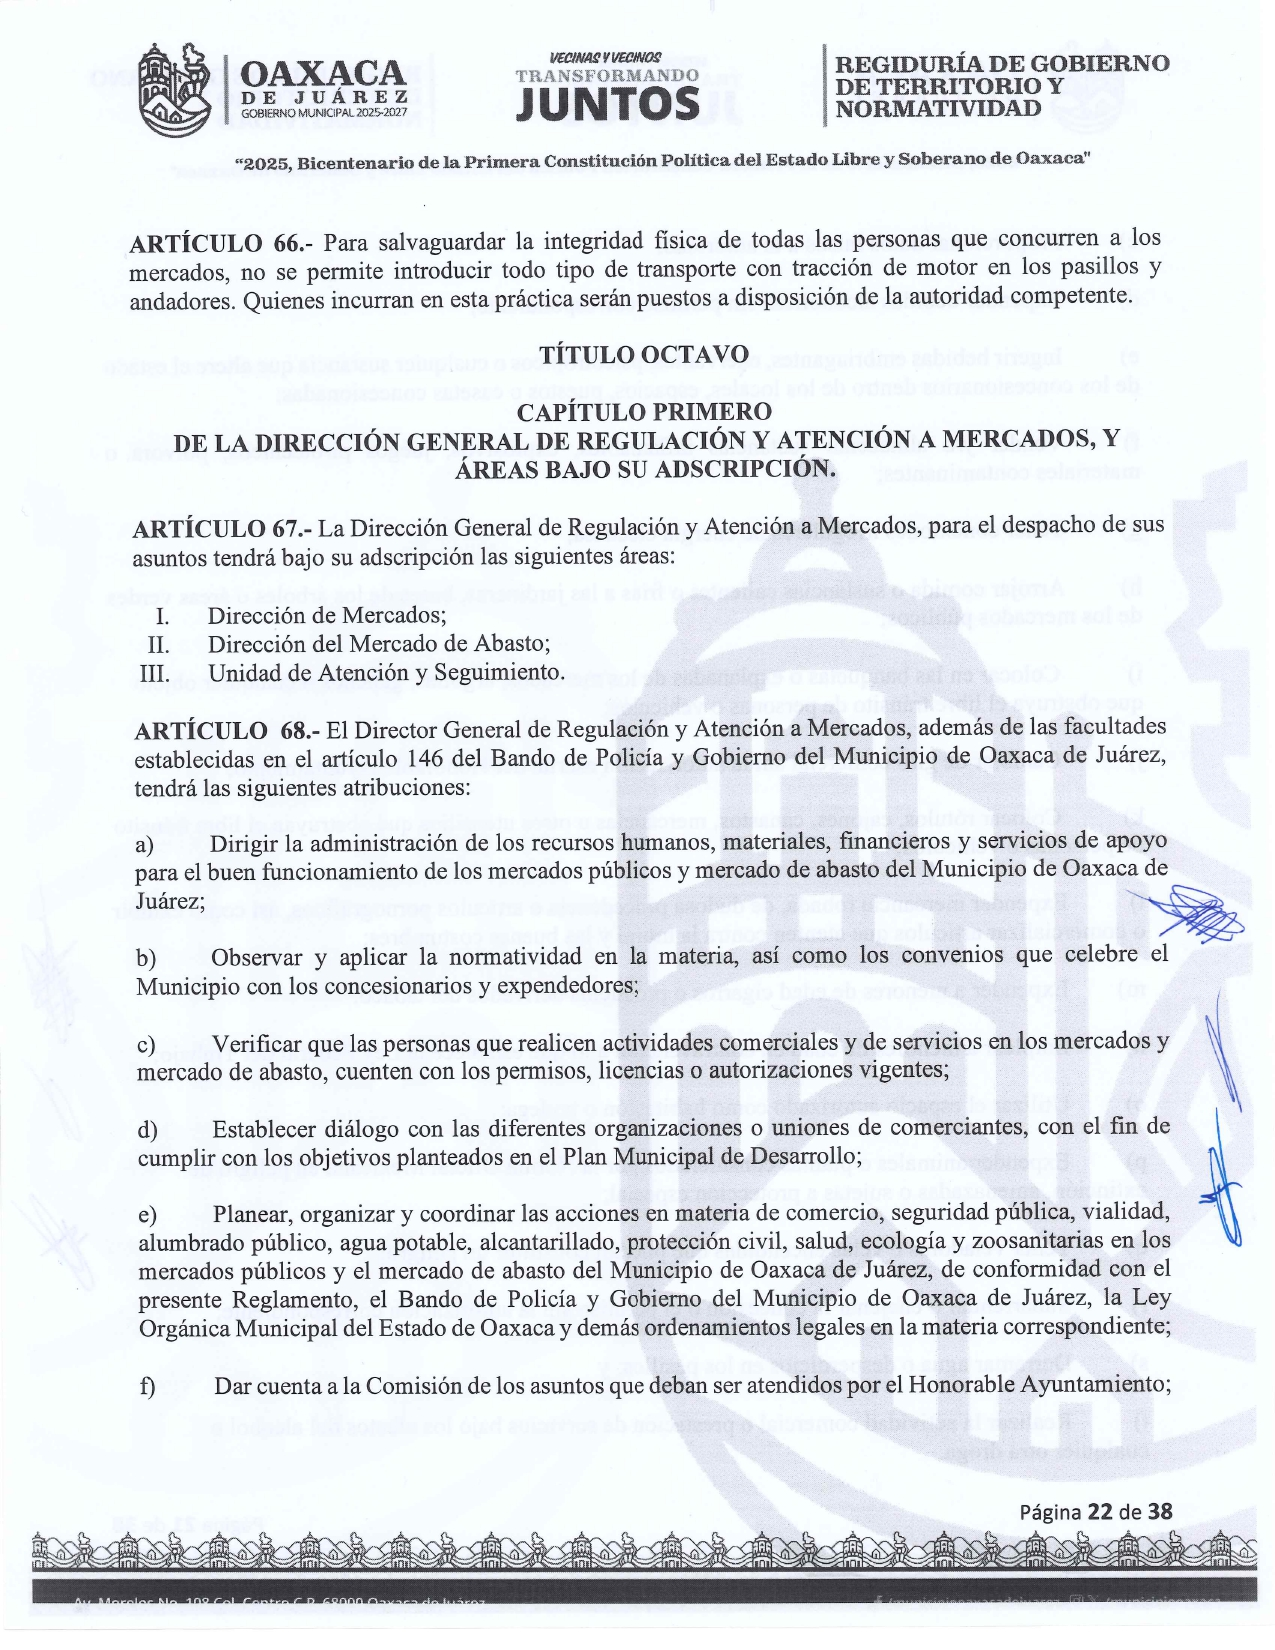 OAXACA
DE JUÁREZ
GOBIERNO MUNICIPAL 2025-2027
VECINAS Y VECINOS
TRANSFORMANDO
JUNTOS
REGIDURÍA DE GOBIERNO
DE TERRITORIO Y
NORMATIVIDAD
"2025, Bicentenario de la Primera Constitución Política del Estado Libre y Soberano de Oaxaca"
ARTÍCULO 66.- Para salvaguardar la integridad física de todas las personas que concurren a los
mercados, no se permite introducir todo tipo de transporte con tracción de motor en los pasillos y
andadores. Quienes incurran en esta práctica serán puestos a disposición de la autoridad competente.
TÍTULO OCTAVO
CAPÍTULO PRIMERO
DE LA DIRECCIÓN GENERAL DE REGULACIÓN Y ATENCIÓN A MERCADOS, Y
ÁREAS BAJO SU ADSCRIPCIÓN.
ARTÍCULO 67.- La Dirección General de Regulación y Atención a Mercados, para el despacho de sus
asuntos tendrá bajo su adscripción las siguientes áreas:
I. Dirección de Mercados;
II. Dirección del Mercado de Abasto;
III. Unidad de Atención y Seguimiento.
ARTÍCULO 68.- El Director General de Regulación y Atención a Mercados, además de las facultades
establecidas en el artículo 146 del Bando de Policía y Gobierno del Municipio de Oaxaca de Juárez,
tendrá las siguientes atribuciones:
a) Dirigir la administración de los recursos humanos, materiales, financieros y servicios de apoyo
para el buen funcionamiento de los mercados públicos y mercado de abasto del Municipio de Oaxaca de
Juárez;
b) Observar y aplicar la normatividad en la materia, así como los convenios que celebre el
Municipio con los concesionarios y expendedores;
c) Verificar que las personas que realicen actividades comerciales y de servicios en los mercados y
mercado de abasto, cuenten con los permisos, licencias o autorizaciones vigentes;
d) Establecer diálogo con las diferentes organizaciones o uniones de comerciantes, con el fin de
cumplir con los objetivos planteados en el Plan Municipal de Desarrollo;
e) Planear, organizar y coordinar las acciones en materia de comercio, seguridad pública, vialidad,
alumbrado público, agua potable, alcantarillado, protección civil, salud, ecología y zoosanitarias en los
mercados públicos y el mercado de abasto del Municipio de Oaxaca de Juárez, de conformidad con el
presente Reglamento, el Bando de Policía y Gobierno del Municipio de Oaxaca de Juárez, la Ley
Orgánica Municipal del Estado de Oaxaca y demás ordenamientos legales en la materia correspondiente;
f) Dar cuenta a la Comisión de los asuntos que deban ser atendidos por el Honorable Ayuntamiento;
Página 22 de 38
Av. Morelos No. 108 Col. Centro C.P. 68000 Oaxaca de Juárez